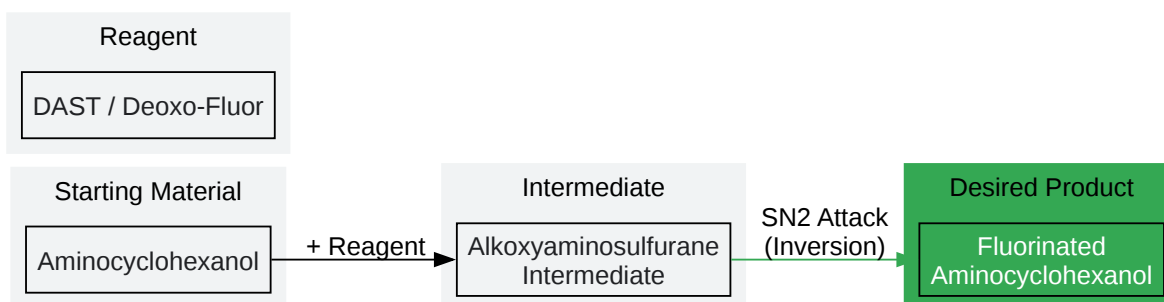 Reagent
DAST / Deoxo-Fluor
Starting Material
Aminocyclohexanol
+ Reagent
Intermediate
Alkoxyaminosulfurane
Intermediate
SN2 Attack
(Inversion)
Desired Product
Fluorinated
Aminocyclohexanol